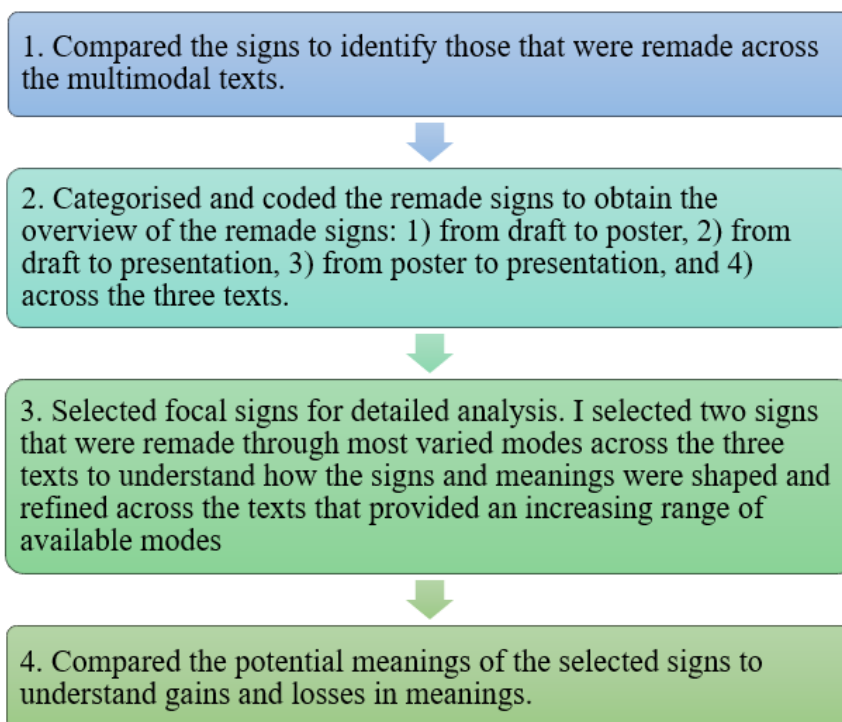 1. Compared the signs to identify those that were remade across
the multimodal texts.
2. Categorised and coded the remade signs to obtain the
overview of the remade signs: 1) from draft to poster, 2) from
draft to presentation, 3) from poster to presentation, and 4)
across the three texts.
3. Selected focal signs for detailed analysis. I selected two signs
that were remade through most varied modes across the three
texts to understand how the signs and meanings were shaped and
refined across the texts that provided an increasing range of
available modes
4. Compared the potential meanings of the selected signs to
understand gains and losses in meanings.